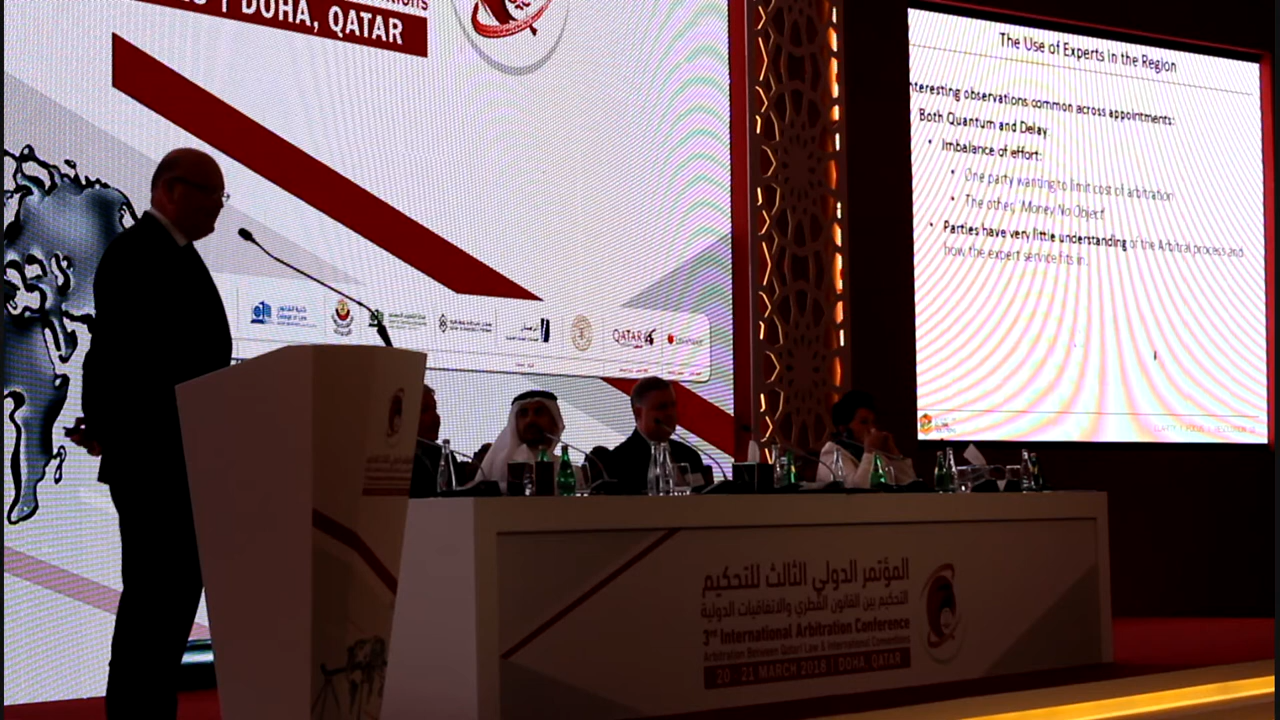 DOHA, QATAR
The Use of Experts in the Region
nteresting observations common across appointments:
Both Quantum and Delay
• Imbalance of effort:
• One party wanting to limit cost of arbitration
• The other, 'Money No Object'
• Parties have very little understanding of the Arbitral process and
how the expert service fits in.
كلية القانون
College of Law
QATAR
المؤتمر الدولي الثالث للتحكيم
التحكيم بين القانون القطري والاتفاقيات الدولية
3rd International Arbitration Conference
Arbitration Between Qatari Law & International Conventions
20 - 21 MARCH 2018 | DOHA, QATAR